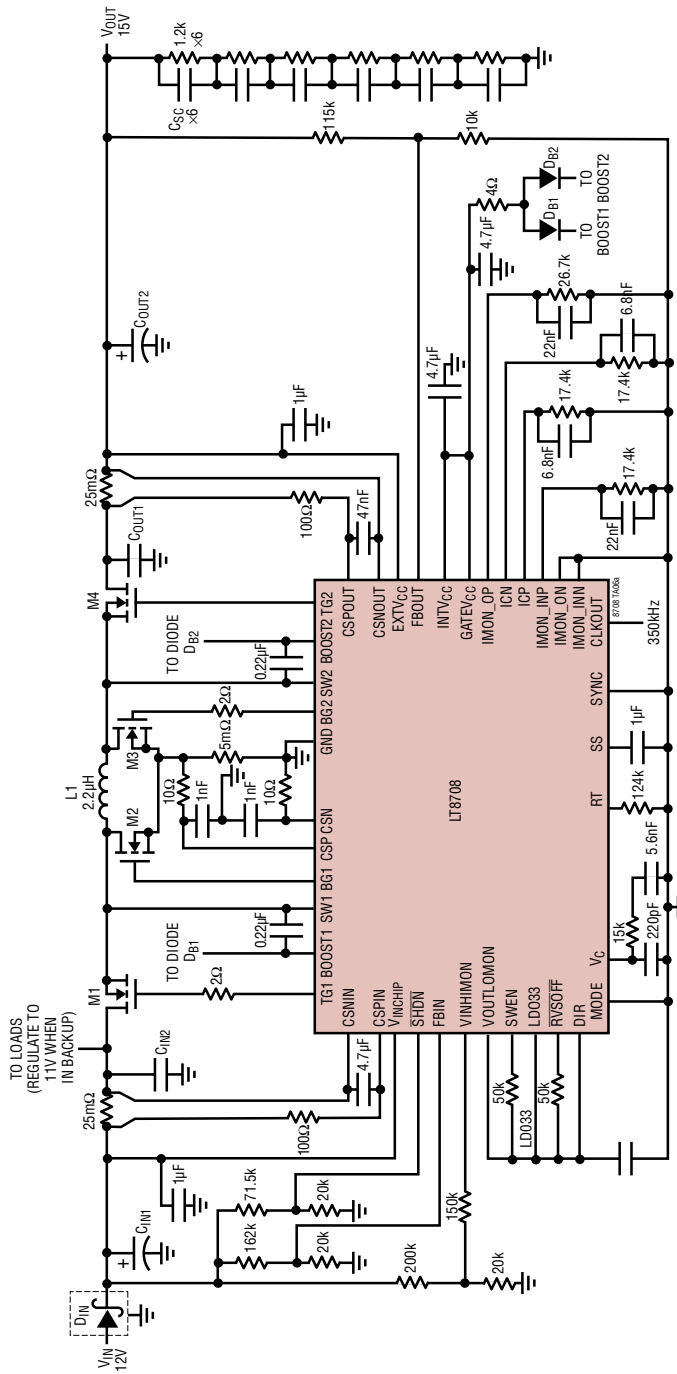 VIN
12V
DIN
+
CIN1
1µF
25mΩ
100Ω
CIN2
4.7µF
TO LOADS
(REGULATE TO
11V WHEN
IN BACKUP)
M1
2Ω
TO DIODE
DB1
0.22µF
M2
L1
2.2µH
M3
10Ω
1nF
1nF
10Ω
5mΩ
2Ω
TO DIODE
DB2
0.22µF
M4
COUT1
25mΩ
100Ω
47nF
1µF
+
COUT2
VOUT
15V
CSC
×6
1.2k
×6
115k
10k
162k
20k
71.5k
20k
200k
20k
150k
TG1
BOOST1
SW1
BG1
CSP
CSN
GND
BG2
SW2
BOOST2
TG2
CSNIN
CSPIN
VINCHIP
SHDN
FBIN
VINHIMON
VOUTLOMON
SWEN
LDO33
RVSOFF
DIR
MODE
LT8708
CSPOUT
CSNOUT
EXTVCC
FBOUT
INTVCC
GATEVCC
IMON_OP
ICN
ICP
IMON_INP
IMON_ON
IMON_INN
CLKOUT
8708 TA06a
VC
RT
SS
SYNC
50k
LDO33
50k
15k
220pF
5.6nF
124k
1µF
350kHz
4.7µF
4.7µF
4Ω
DB1
DB2
TO
BOOST1
TO
BOOST2
22nF
26.7k
6.8nF
17.4k
6.8nF
17.4k
22nF
17.4k